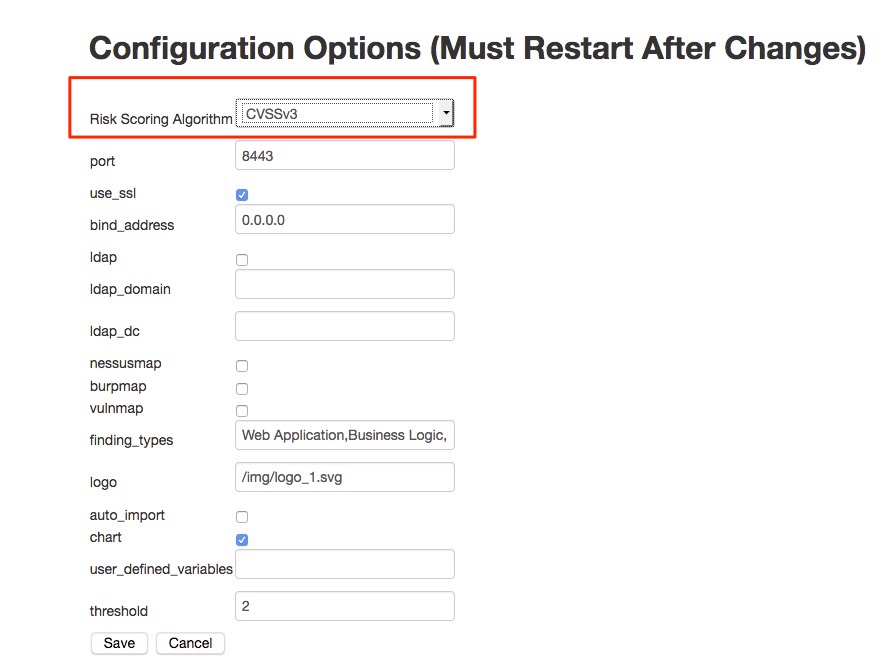 Configuration Options (Must Restart After Changes)
Risk Scoring Algorithm CVSSv3
port 8443
use_ssl
bind_address 0.0.0.0
ldap
ldap_domain
ldap_dc
nessusmap
burpmap
vulnmap
finding_types Web Application,Business Logic,
logo /img/logo_1.svg
auto_import
chart
user_defined_variables
threshold 2
Save Cancel